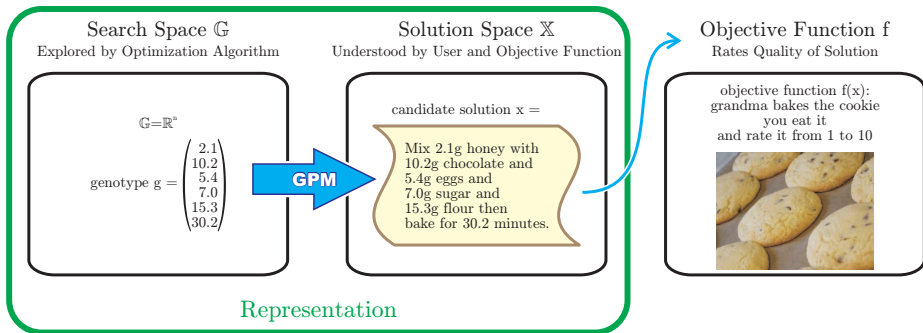 Search Space 𝔾
Explored by Optimization Algorithm
𝔾=ℝⁿ
genotype g =
2.1
10.2
5.4
7.0
15.3
30.2
GPM
Solution Space 𝕏
Understood by User and Objective Function
candidate solution x =
Mix 2.1g honey with
10.2g chocolate and
5.4g eggs and
7.0g sugar and
15.3g flour then
bake for 30.2 minutes.
Representation
Objective Function f
Rates Quality of Solution
objective function f(x):
grandma bakes the cookie
you eat it
and rate it from 1 to 10